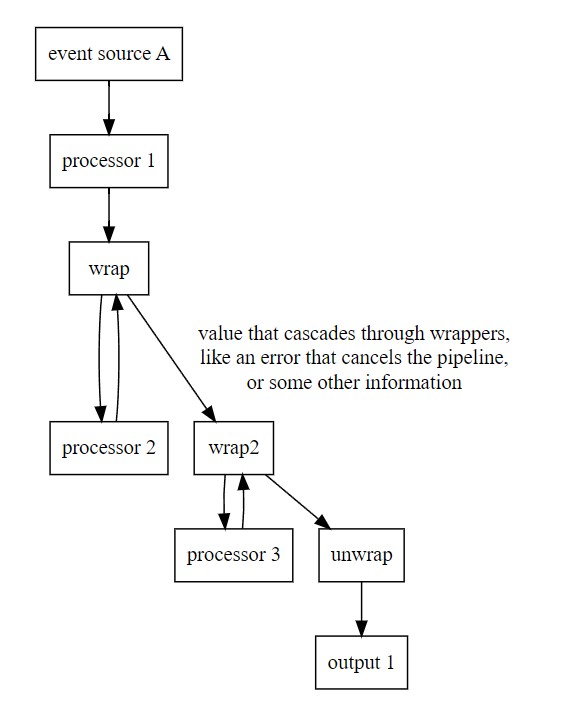 event source A
processor 1
wrap
value that cascades through wrappers,
like an error that cancels the pipeline,
or some other information
processor 2
wrap2
processor 3
unwrap
output 1